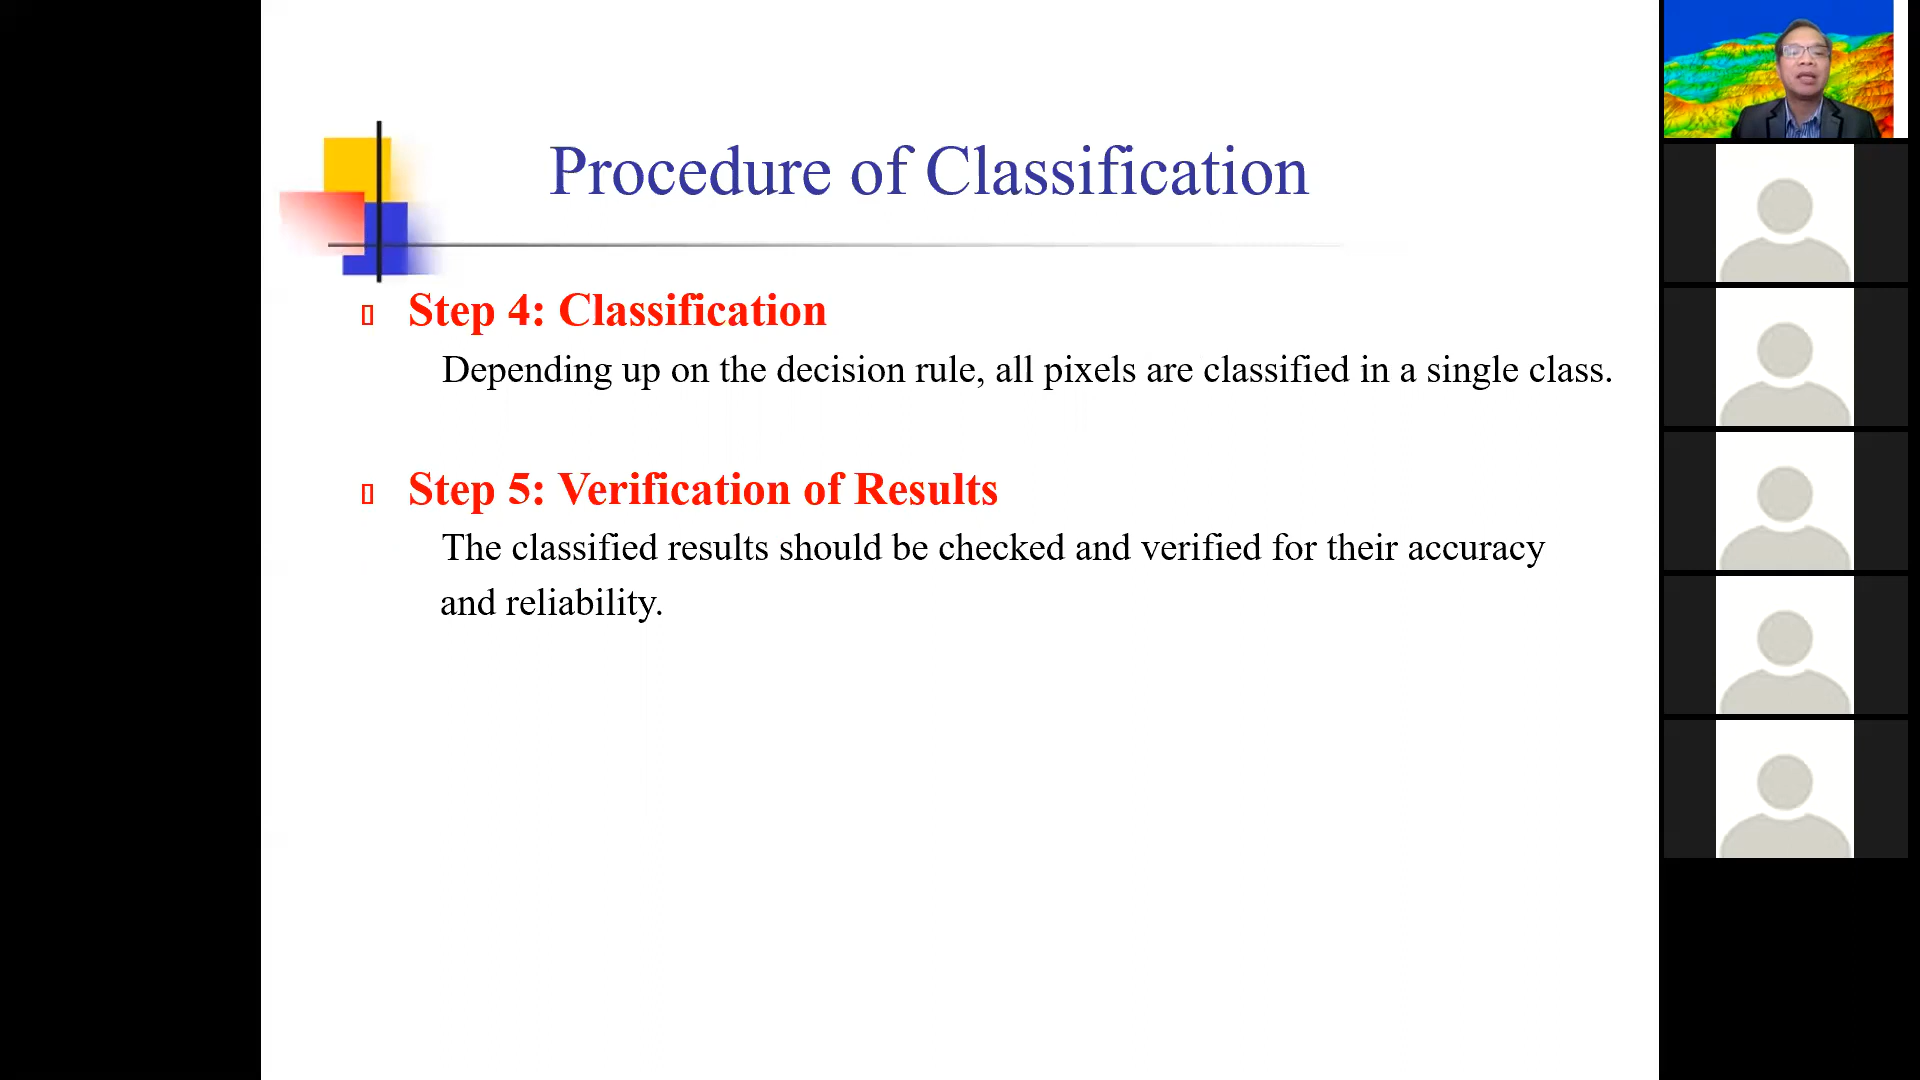 Procedure of Classification
Step 4: Classification
Depending up on the decision rule, all pixels are classified in a single class.
Step 5: Verification of Results
The classified results should be checked and verified for their accuracy
and reliability.